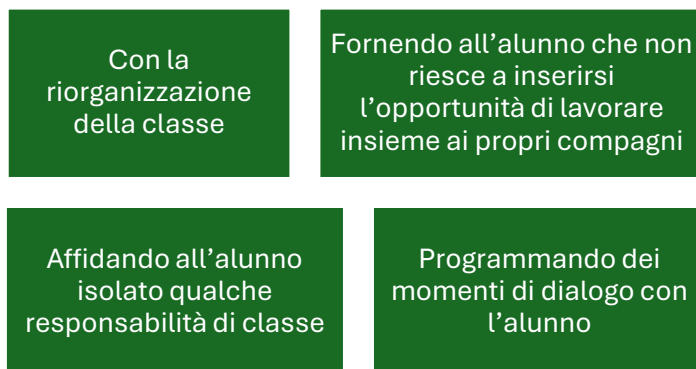 Con la
riorganizzazione
della classe
Fornendo all’alunno che non
riesce a inserirsi
l’opportunità di lavorare
insieme ai propri compagni
Affidando all’alunno
isolato qualche
responsabilità di classe
Programmando dei
momenti di dialogo con
l’alunno